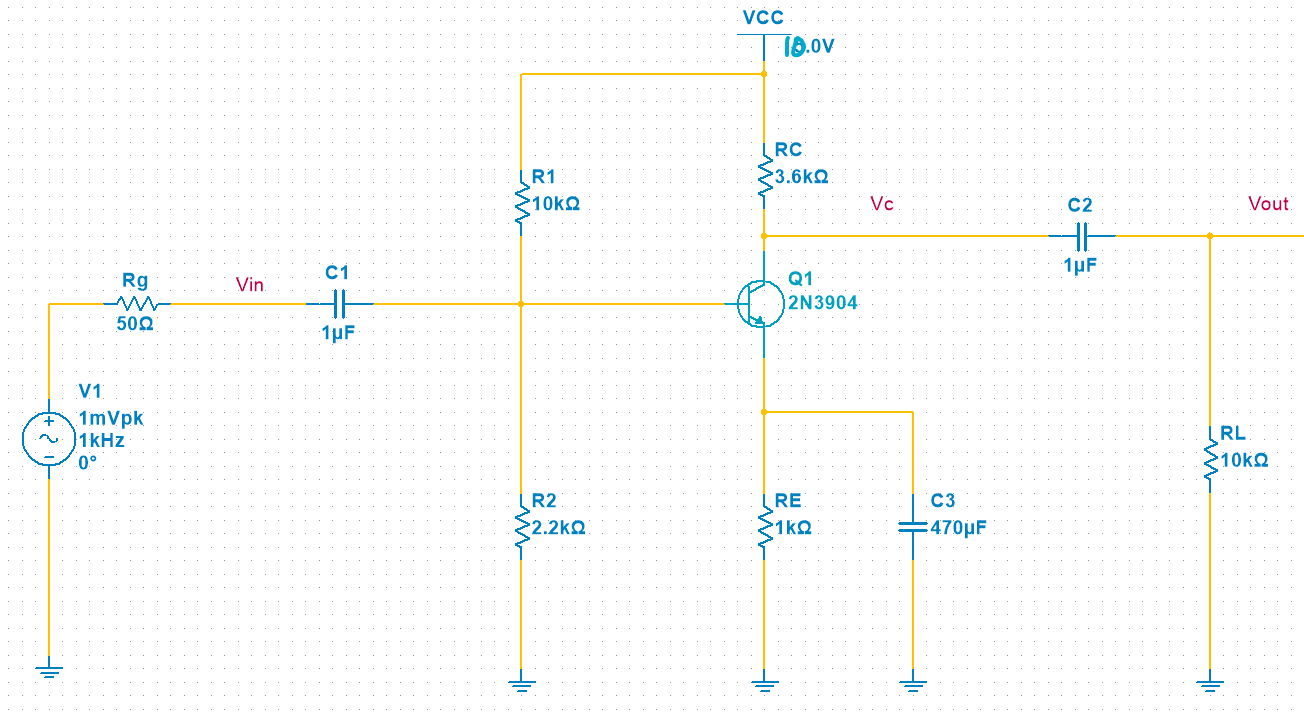 VCC
10.0V
RC
3.6kΩ
R1
10kΩ
Vc
C2
1µF
Vout
Rg
50Ω
Vin
C1
1µF
Q1
2N3904
V1
1mVpk
1kHz
0°
RL
10kΩ
R2
2.2kΩ
RE
1kΩ
C3
470µF